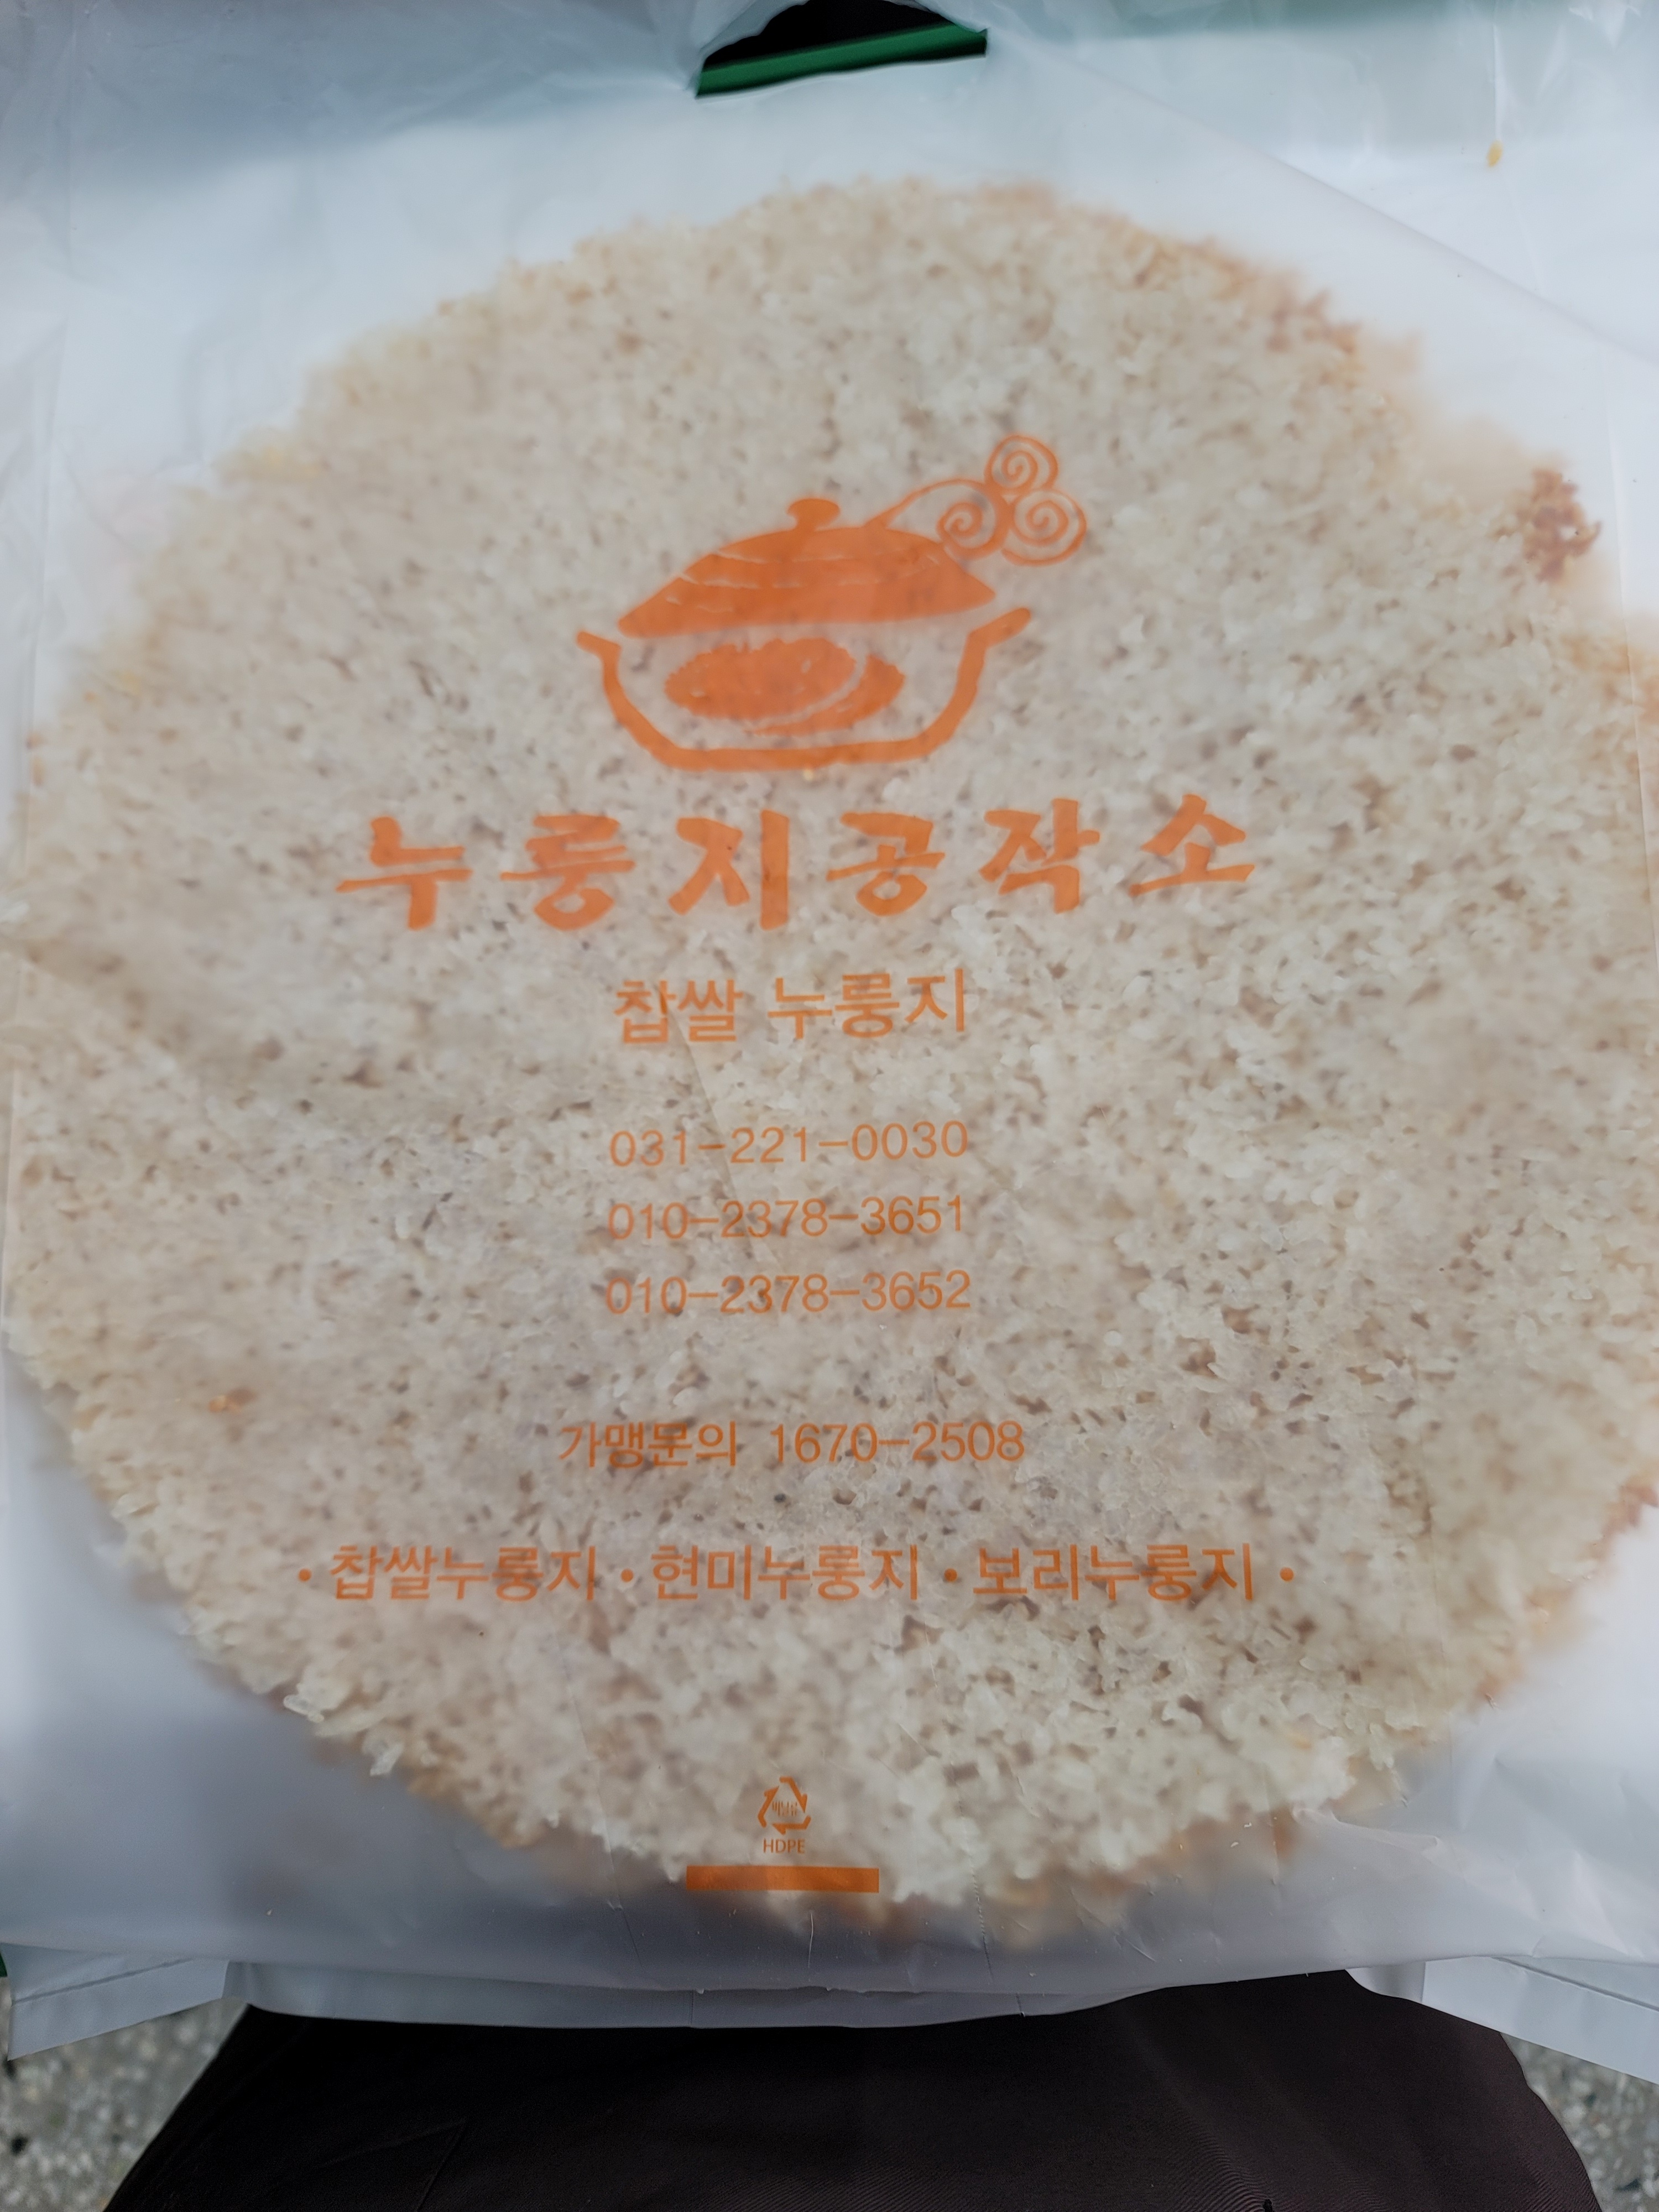 누룽지공작소
찹쌀 누룽지
031-221-0030
010-2378-3651
010-2378-3652
가맹문의 1670-2508
• 찹쌀누룽지 • 현미누룽지 • 보리누룽지 •
HDPE